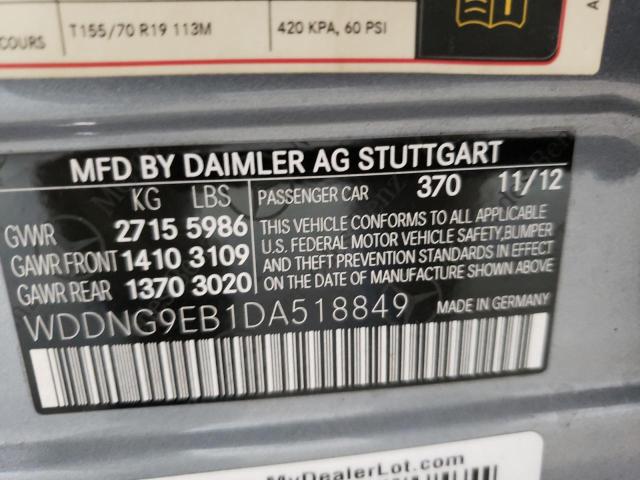 COURS T155/70 R19 113M 420 KPA, 60 PSI
MFD BY DAIMLER AG STUTTGART
KG LBS PASSENGER CAR 370 11/12
GVWR 2715 5986
GAWR FRONT 1410 3109
GAWR REAR 1370 3020
THIS VEHICLE CONFORMS TO ALL APPLICABLE
U.S. FEDERAL MOTOR VEHICLE SAFETY, BUMPER
AND THEFT PREVENTION STANDARDS IN EFFECT
ON THE DATE OF MANUFACTURE SHOWN ABOVE.
WDDNG9EB1DA518849 MADE IN GERMANY
MyDealerLot.com